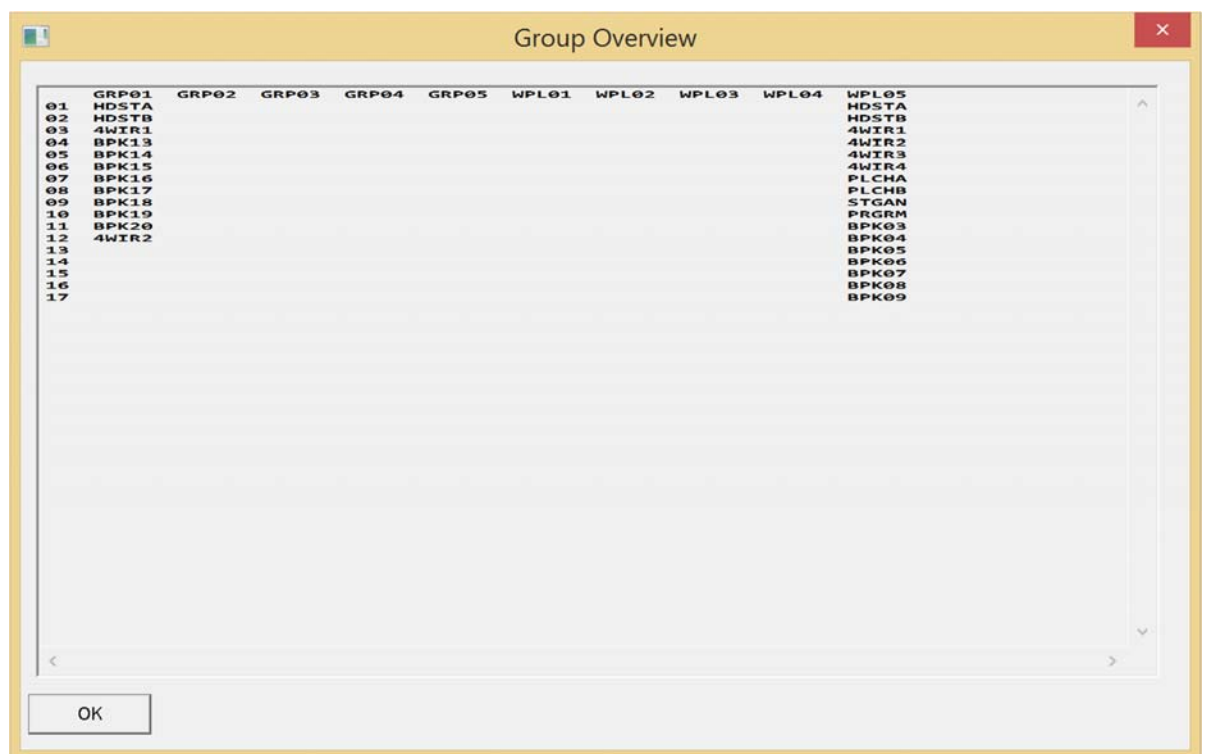 Group Overview
GRP01 GRP02 GRP03 GRP04 GRP05 WPL01 WPL02 WPL03 WPL04 WPL05
01 HDSTA HDSTA
02 HDSTB HDSTB
03 4WIR1 4WIR1
04 BPK13 4WIR2
05 BPK14 4WIR3
06 BPK15 4WIR4
07 BPK16 PLCHA
08 BPK17 PLCHB
09 BPK18 STGAN
10 BPK19 PRGRM
11 BPK20 BPK03
12 4WIR2 BPK04
13 BPK05
14 BPK06
15 BPK07
16 BPK08
17 BPK09
OK